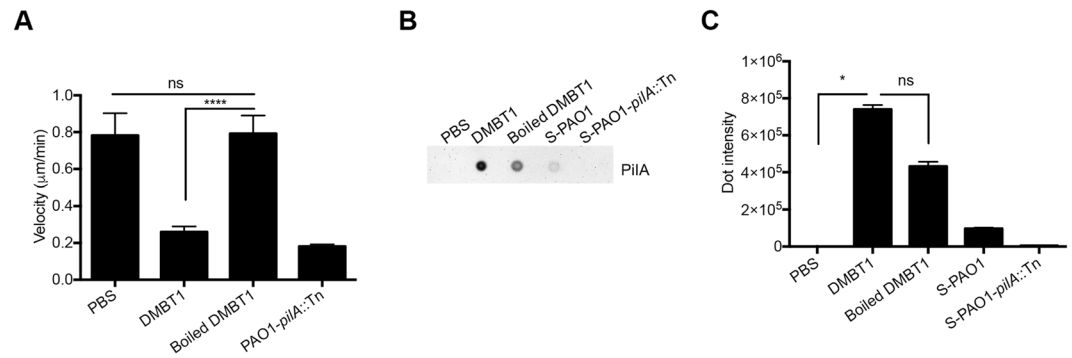 A
ns
****
Velocity (μm/min)
1.0
0.8
0.6
0.4
0.2
0.0
PBS
DMBT1
Boiled DMBT1
PAO1-pilA::Tn
B
PBS
DMBT1
Boiled DMBT1
S-PAO1
S-PAO1-pilA::Tn
PilA
C
* ns
Dot intensity
1×10⁶
8×10⁵
6×10⁵
4×10⁵
2×10⁵
0
PBS
DMBT1
Boiled DMBT1
S-PAO1
S-PAO1-pilA::Tn